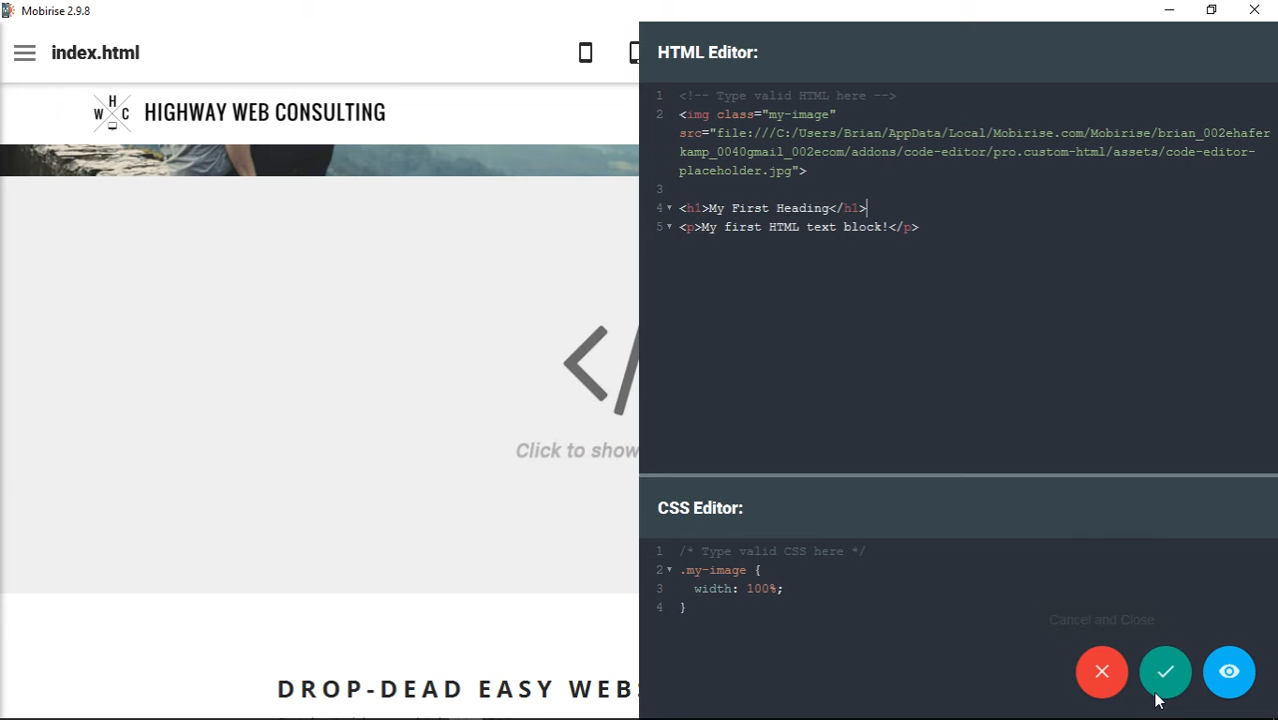 Mobirise 2.9.8
index.html
W H C
HIGHWAY WEB CONSULTING
Click to show
DROP-DEAD EASY WEBS
HTML Editor:
1 <!-- Type valid HTML here -->
2 <img class="my-image"
src="file:///C:/Users/Brian/AppData/Local/Mobirise.com/Mobirise/brian_002ehafer
kamp_0040gmail_002ecom/addons/code-editor/pro.custom-html/assets/code-editor-
placeholder.jpg">
3
4 <h1>My First Heading</h1>
5 <p>My first HTML text block!</p>
CSS Editor:
1 /* Type valid CSS here */
2 .my-image {
3 width: 100%;
4 }
Cancel and Close